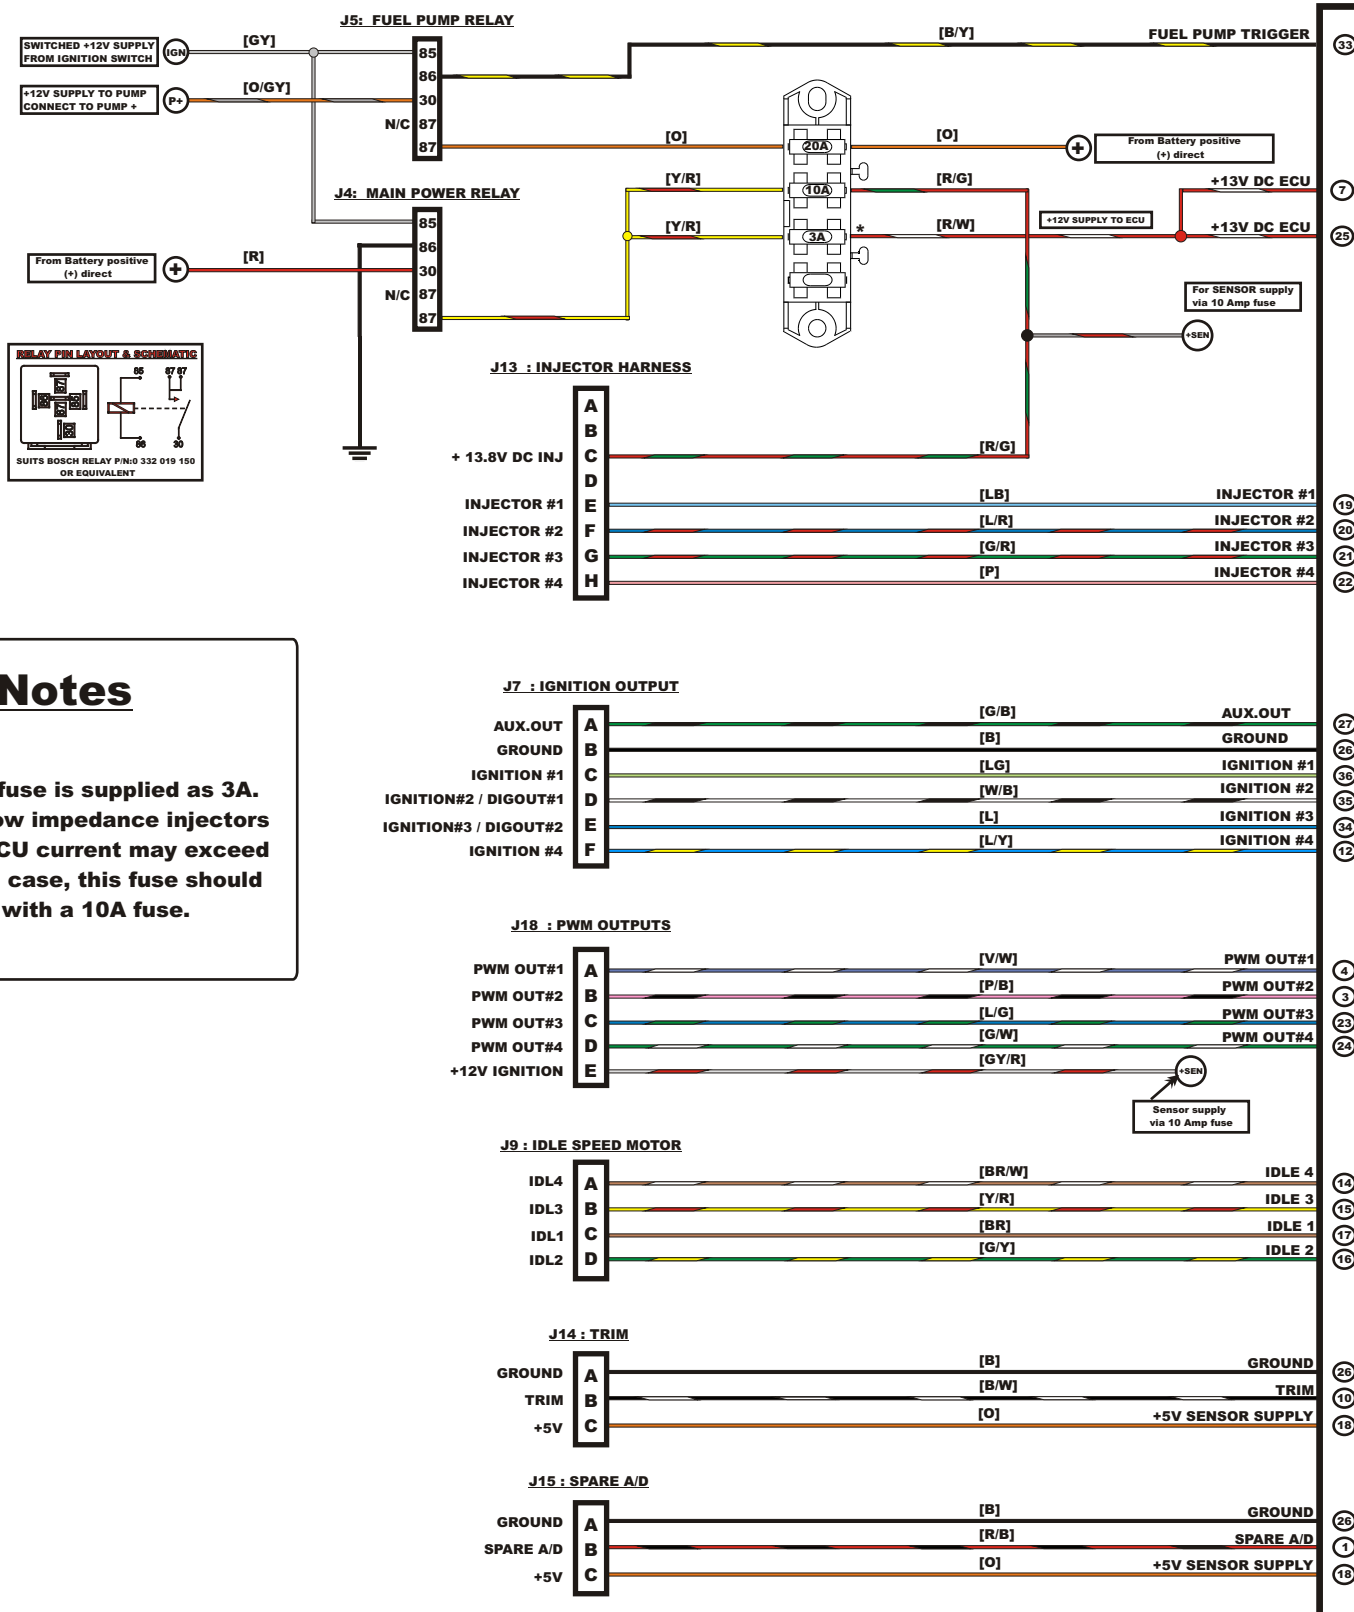 J5: FUEL PUMP RELAY
SWITCHED +12V SUPPLY
FROM IGNITION SWITCH
IGN
[GY]
85
[B/Y]
FUEL PUMP TRIGGER
33
86
+12V SUPPLY TO PUMP
CONNECT TO PUMP +
P+
[O/GY]
30
N/C
87
87
[O]
20A
[O]
+
From Battery positive
(+) direct
J4: MAIN POWER RELAY
[Y/R]
10A
[R/G]
+13V DC ECU
7
85
[Y/R]
3A
*
[R/W]
+12V SUPPLY TO ECU
+13V DC ECU
25
86
From Battery positive
(+) direct
+
[R]
30
N/C
87
87
For SENSOR supply
via 10 Amp fuse
+SEN
RELAY PIN LAYOUT & SCHEMATIC
87
86
87
85
30
85
87 87
86
30
SUITS BOSCH RELAY P/N:0 332 019 150
OR EQUIVALENT
J13 : INJECTOR HARNESS
A
B
+ 13.8V DC INJ
C
[R/G]
D
INJECTOR #1
E
[LB]
INJECTOR #1
19
INJECTOR #2
F
[L/R]
INJECTOR #2
20
INJECTOR #3
G
[G/R]
INJECTOR #3
21
INJECTOR #4
H
[P]
INJECTOR #4
22
Notes
fuse is supplied as 3A.
ow impedance injectors
CU current may exceed
case, this fuse should
with a 10A fuse.
J7 : IGNITION OUTPUT
AUX.OUT
A
[G/B]
AUX.OUT
27
GROUND
B
[B]
GROUND
26
IGNITION #1
C
[LG]
IGNITION #1
36
IGNITION#2 / DIGOUT#1
D
[W/B]
IGNITION #2
35
IGNITION#3 / DIGOUT#2
E
[L]
IGNITION #3
34
IGNITION #4
F
[L/Y]
IGNITION #4
12
J18 : PWM OUTPUTS
PWM OUT#1
A
[V/W]
PWM OUT#1
4
PWM OUT#2
B
[P/B]
PWM OUT#2
3
PWM OUT#3
C
[L/G]
PWM OUT#3
23
PWM OUT#4
D
[G/W]
PWM OUT#4
24
+12V IGNITION
E
[GY/R]
+SEN
Sensor supply
via 10 Amp fuse
J9 : IDLE SPEED MOTOR
IDL4
A
[BR/W]
IDLE 4
14
IDL3
B
[Y/R]
IDLE 3
15
IDL1
C
[BR]
IDLE 1
17
IDL2
D
[G/Y]
IDLE 2
16
J14 : TRIM
GROUND
A
[B]
GROUND
26
TRIM
B
[B/W]
TRIM
10
+5V
C
[O]
+5V SENSOR SUPPLY
18
J15 : SPARE A/D
GROUND
A
[B]
GROUND
26
SPARE A/D
B
[R/B]
SPARE A/D
1
+5V
C
[O]
+5V SENSOR SUPPLY
18